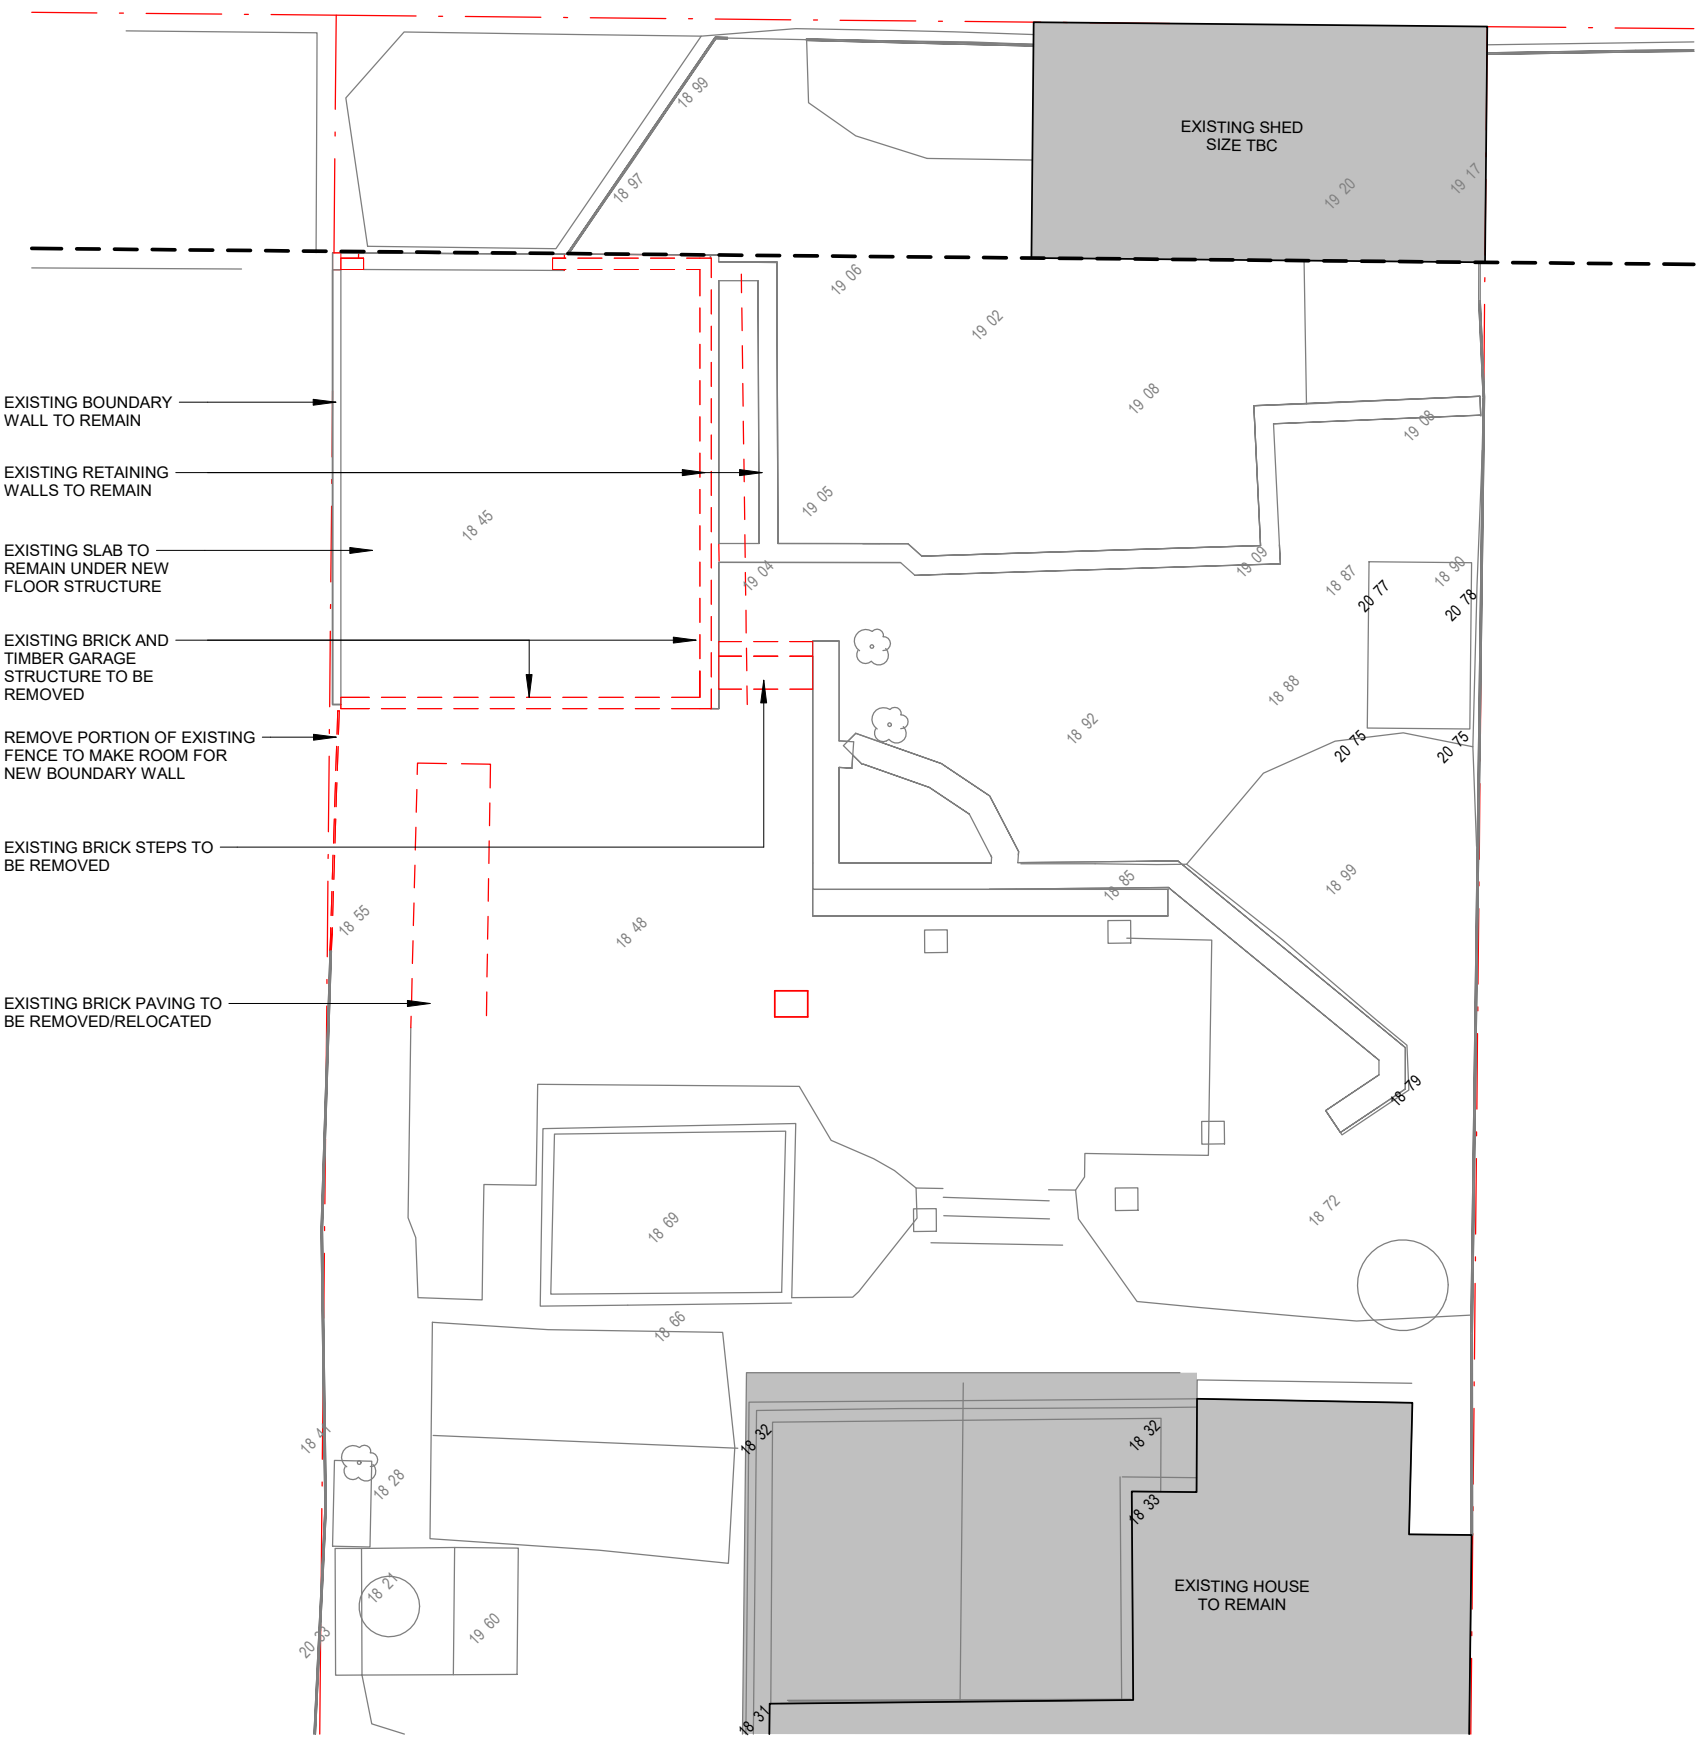 18 99
EXISTING SHED
SIZE TBC
18 97
19 20
19 17
19 06
19 02
EXISTING BOUNDARY
WALL TO REMAIN
19 08
19 08
EXISTING RETAINING
WALLS TO REMAIN
19 05
18 45
EXISTING SLAB TO
REMAIN UNDER NEW
FLOOR STRUCTURE
19 04
19 09
18 87
18 90
20 77
20 78
EXISTING BRICK AND
TIMBER GARAGE
STRUCTURE TO BE
REMOVED
18 88
18 92
20 75
20 75
REMOVE PORTION OF EXISTING
FENCE TO MAKE ROOM FOR
NEW BOUNDARY WALL
EXISTING BRICK STEPS TO
BE REMOVED
18 85
18 99
18 55
18 48
EXISTING BRICK PAVING TO
BE REMOVED/RELOCATED
18 79
18 69
18 72
18 66
18 41
18 32
18 32
18 28
18 33
18 21
EXISTING HOUSE
TO REMAIN
19 60
20 33
18 31